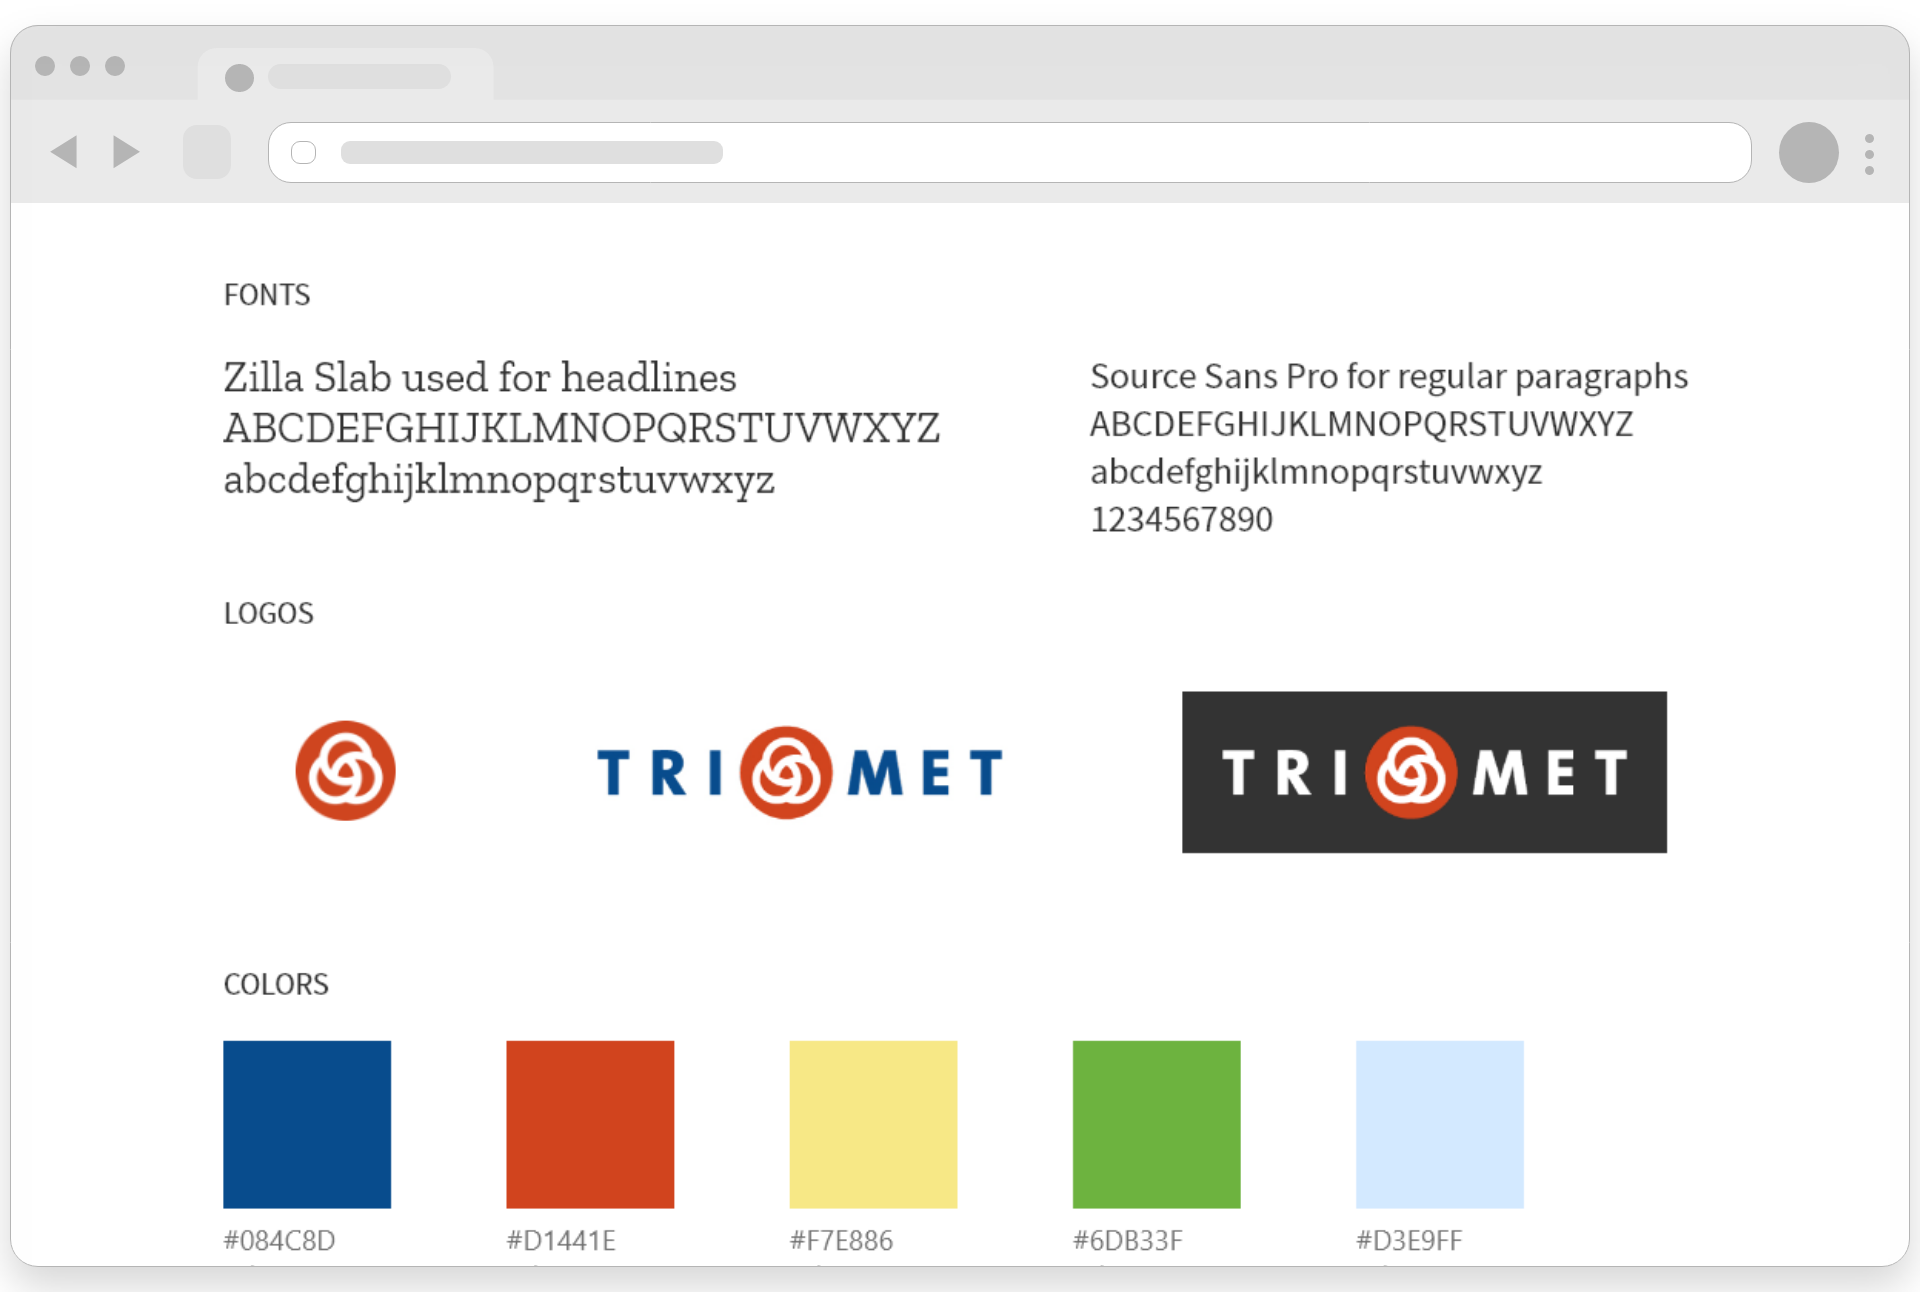 FONTS
Zilla Slab used for headlines
ABCDEFGHIJKLMNOPQRSTUVWXYZ
abcdefghijklmnopqrstuvwxyz
Source Sans Pro for regular paragraphs
ABCDEFGHIJKLMNOPQRSTUVWXYZ
abcdefghijklmnopqrstuvwxyz
1234567890
LOGOS
TRI MET
TRI MET
COLORS
#084C8D
#D1441E
#F7E886
#6DB33F
#D3E9FF